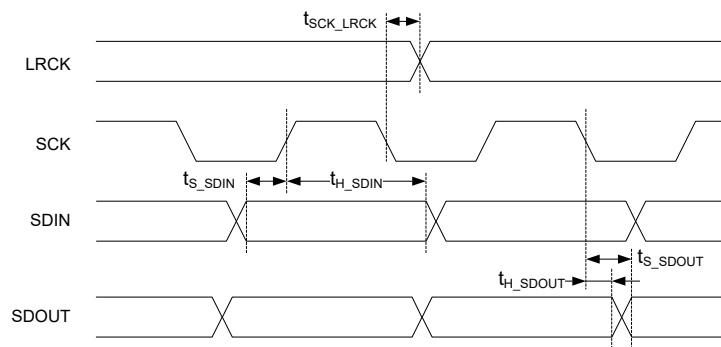 tSCK_LRCK
LRCK
SCK
tS_SDIN
tH_SDIN
SDIN
tS_SDOUT
tH_SDOUT
SDOUT